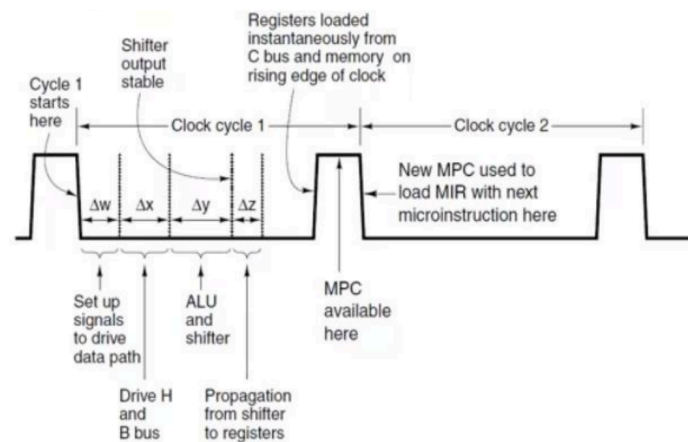 Registers loaded
instantaneously from
C bus and memory on
rising edge of clock
Shifter
output
stable
Cycle 1
starts
here
Clock cycle 1
Clock cycle 2
New MPC used to
load MIR with next
microinstruction here
Δw
Δx
Δy
Δz
Set up
signals
to drive
data path
ALU
and
shifter
MPC
available
here
Drive H
and
B bus
Propagation
from shifter
to registers